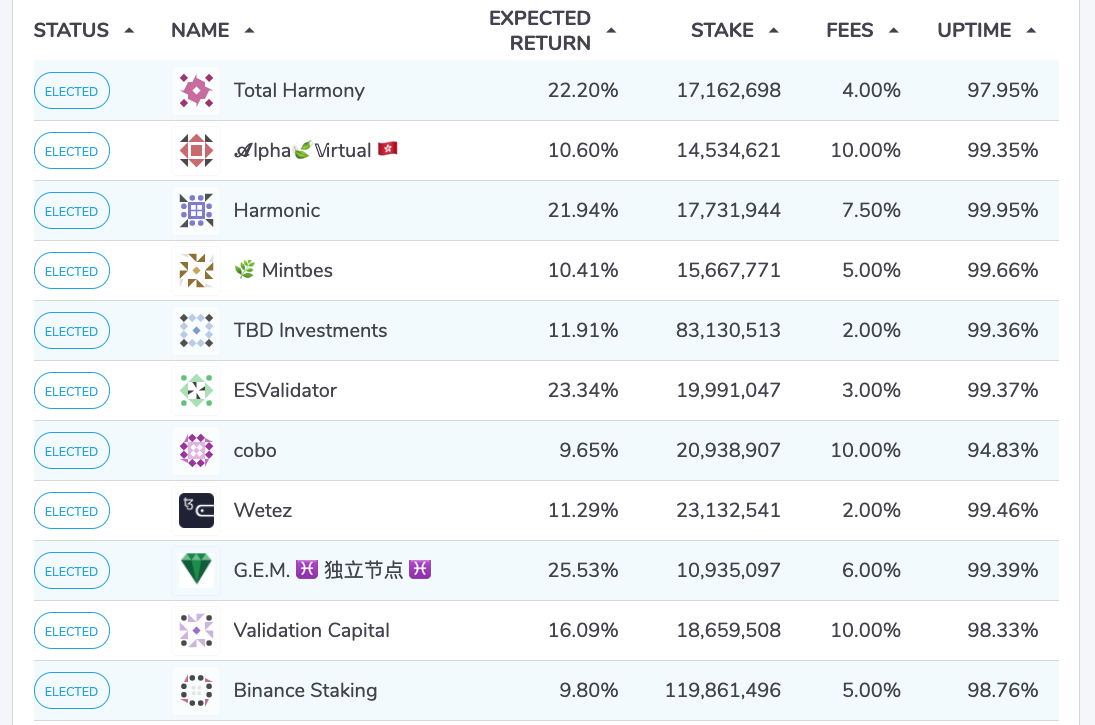 STATUS NAME EXPECTED RETURN STAKE FEES UPTIME
ELECTED Total Harmony 22.20% 17,162,698 4.00% 97.95%
ELECTED 𝓐lpha🍃𝕍irtual 🇭🇰 10.60% 14,534,621 10.00% 99.35%
ELECTED Harmonic 21.94% 17,731,944 7.50% 99.95%
ELECTED 🌿 Mintbes 10.41% 15,667,771 5.00% 99.66%
ELECTED TBD Investments 11.91% 83,130,513 2.00% 99.36%
ELECTED ESValidator 23.34% 19,991,047 3.00% 99.37%
ELECTED cobo 9.65% 20,938,907 10.00% 94.83%
ELECTED Wetez 11.29% 23,132,541 2.00% 99.46%
ELECTED G.E.M. ♓ 独立节点 ♓ 25.53% 10,935,097 6.00% 99.39%
ELECTED Validation Capital 16.09% 18,659,508 10.00% 98.33%
ELECTED Binance Staking 9.80% 119,861,496 5.00% 98.76%